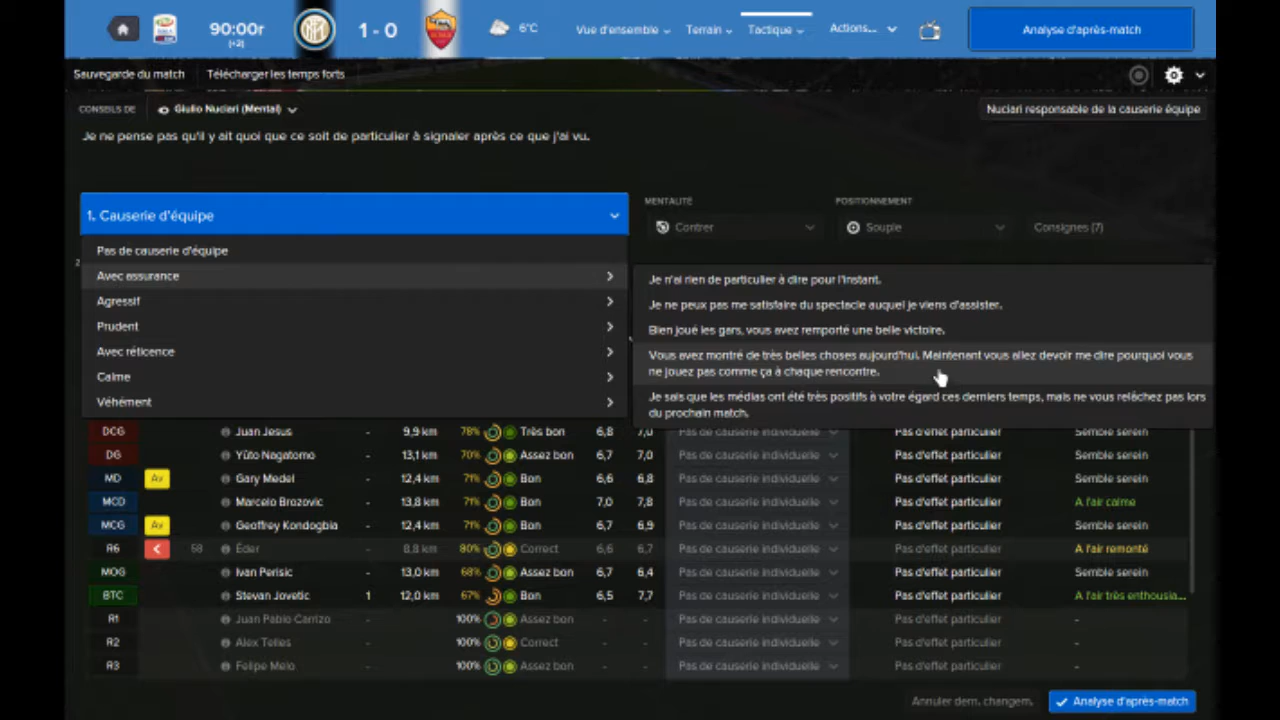 90:00r
(+2)
1 - 0
6°C
Vue d'ensemble
Terrain
Tactique
Actions...
Analyse d'après-match
Sauvegarde du match
Télécharger les temps forts
CONSEILS DE
Giulio Nuciari (Mental)
Nuciari responsable de la causerie équipe
Je ne pense pas qu'il y ait quoi que ce soit de particulier à signaler après ce que j'ai vu.
1. Causerie d'équipe
MENTALITÉ
Contrer
POSITIONNEMENT
Souple
Consignes (7)
Pas de causerie d'équipe
Avec assurance
Agressif
Prudent
Avec réticence
Calme
Véhément
Je n'ai rien de particulier à dire pour l'instant.
Je ne peux pas me satisfaire du spectacle auquel je viens d'assister.
Bien joué les gars, vous avez remporté une belle victoire.
Vous avez montré de très belles choses aujourd'hui. Maintenant vous allez devoir me dire pourquoi vous
ne jouez pas comme ça à chaque rencontre.
Je sais que les médias ont été très positifs à votre égard ces derniers temps, mais ne vous relâchez pas lors
du prochain match.
DCG Juan Jesus - 9,9 km 78% Très bon 6,8 7,0 Pas de causerie individuelle Pas d'effet particulier Semble serein
DG Yūto Nagatomo - 13,1 km 70% Assez bon 6,7 7,0 Pas de causerie individuelle Pas d'effet particulier Semble serein
MD Av Gary Medel - 12,4 km 71% Bon 6,6 6,8 Pas de causerie individuelle Pas d'effet particulier Semble serein
MCD Marcelo Brozovic - 13,8 km 71% Bon 7,0 7,8 Pas de causerie individuelle Pas d'effet particulier A l'air calme
MCG Av Geoffrey Kondogbia - 12,4 km 71% Bon 6,7 6,9 Pas de causerie individuelle Pas d'effet particulier Semble serein
R6 58 Éder - 8,8 km 80% Correct 6,6 6,7 Pas de causerie individuelle Pas d'effet particulier A l'air remonté
MOG Ivan Perisic - 13,0 km 68% Assez bon 6,7 6,4 Pas de causerie individuelle Pas d'effet particulier Semble serein
BTC Stevan Jovetic 1 12,0 km 67% Bon 6,5 7,7 Pas de causerie individuelle Pas d'effet particulier A l'air très enthousia...
R1 Juan Pablo Carrizo - 100% Assez bon - - Pas de causerie individuelle Pas d'effet particulier -
R2 Alex Telles - 100% Correct - - Pas de causerie individuelle Pas d'effet particulier -
R3 Felipe Melo - 100% Assez bon - - Pas de causerie individuelle Pas d'effet particulier -
Annuler dern. changem.
Analyse d'après-match